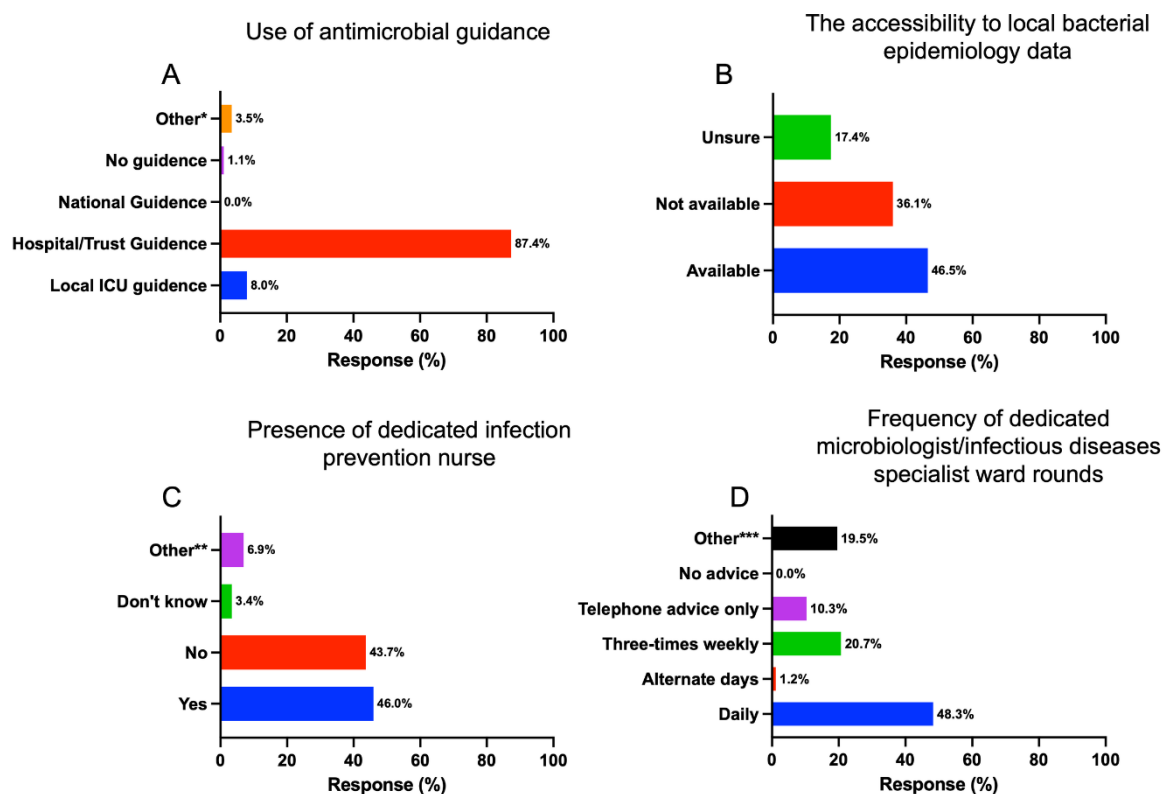 Use of antimicrobial guidance
A
Other*
3.5%
No guidence
1.1%
National Guidence
0.0%
Hospital/Trust Guidence
87.4%
Local ICU guidence
8.0%
0 20 40 60 80 100
Response (%)
The accessibility to local bacterial
epidemiology data
B
Unsure
17.4%
Not available
36.1%
Available
46.5%
0 20 40 60 80 100
Response (%)
Presence of dedicated infection
prevention nurse
C
Other**
6.9%
Don't know
3.4%
No
43.7%
Yes
46.0%
0 20 40 60 80 100
Response (%)
Frequency of dedicated
microbiologist/infectious diseases
specialist ward rounds
D
Other***
19.5%
No advice
0.0%
Telephone advice only
10.3%
Three-times weekly
20.7%
Alternate days
1.2%
Daily
48.3%
0 20 40 60 80 100
Response (%)